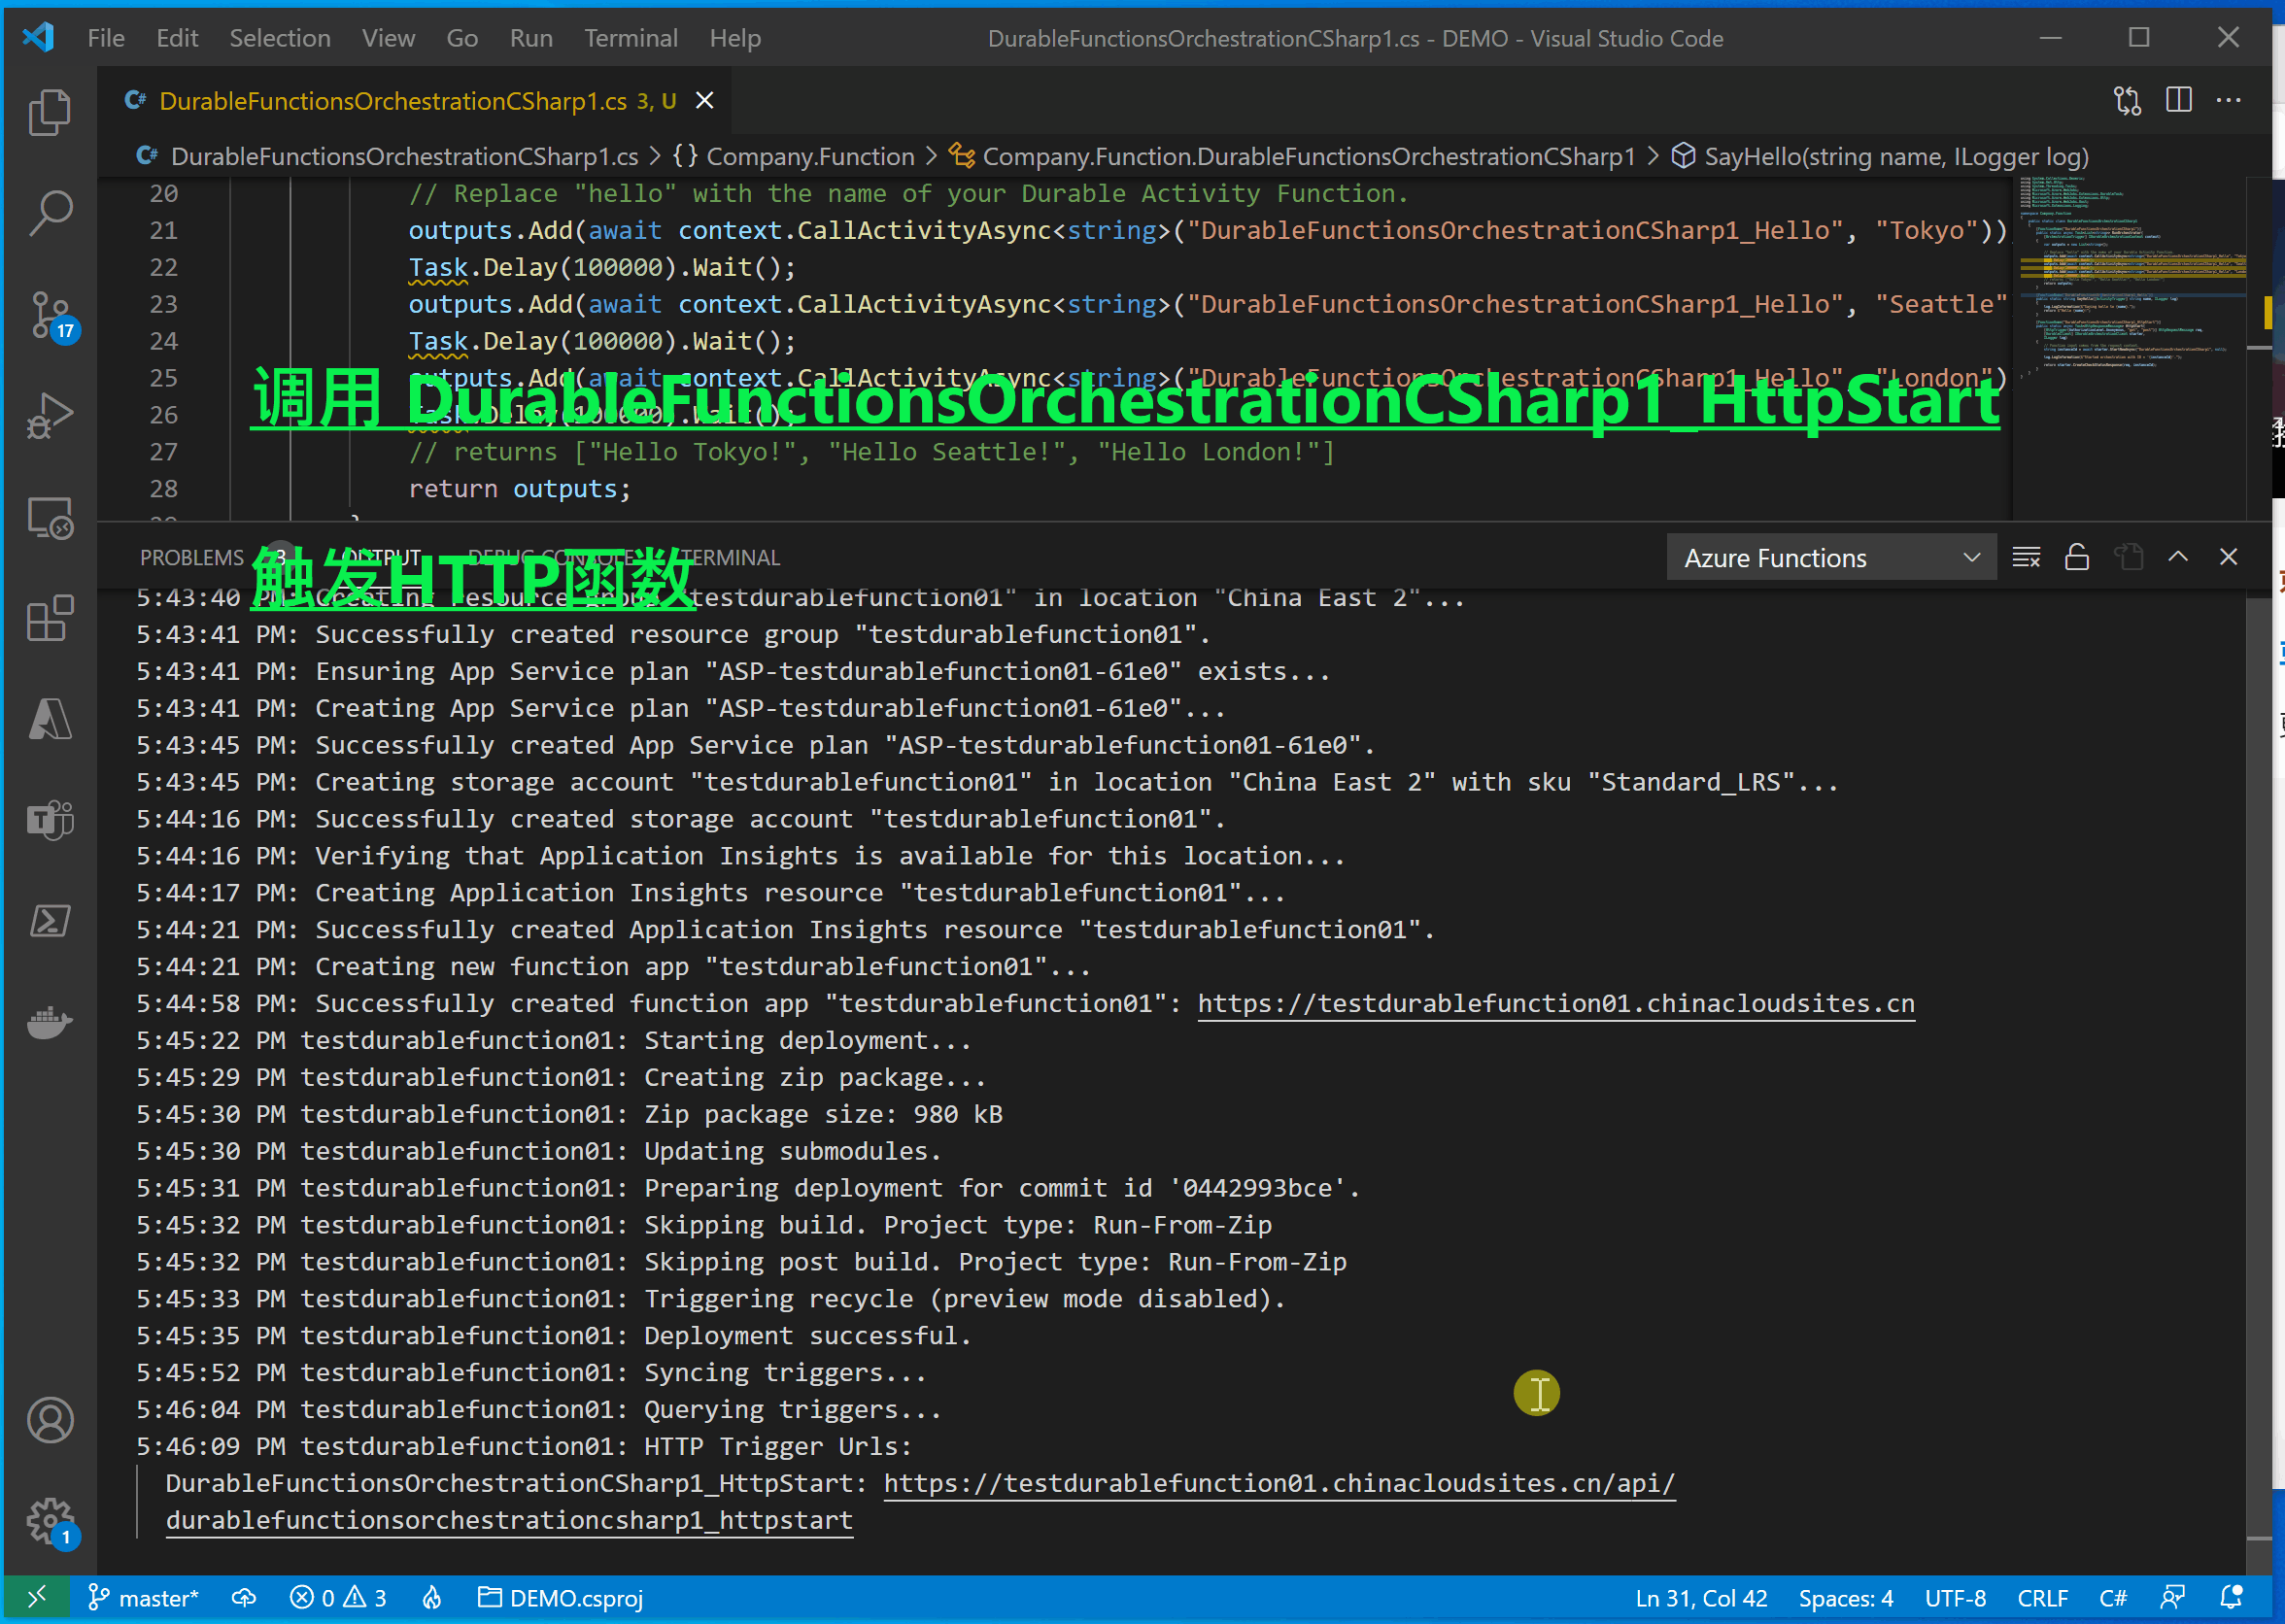 File Edit Selection View Go Run Terminal Help DurableFunctionsOrchestrationCSharp1.cs - DEMO - Visual Studio Code
C# DurableFunctionsOrchestrationCSharp1.cs 3, U
C# DurableFunctionsOrchestrationCSharp1.cs > {} Company.Function > Company.Function.DurableFunctionsOrchestrationCSharp1 > SayHello(string name, ILogger log)
20 // Replace "hello" with the name of your Durable Activity Function.
21 outputs.Add(await context.CallActivityAsync<string>("DurableFunctionsOrchestrationCSharp1_Hello", "Tokyo"))
22 Task.Delay(100000).Wait();
23 outputs.Add(await context.CallActivityAsync<string>("DurableFunctionsOrchestrationCSharp1_Hello", "Seattle"
24 Task.Delay(100000).Wait();
25 outputs.Add(await context.CallActivityAsync<string>("DurableFunctionsOrchestrationCSharp1_Hello", "London")
调用 DurableFunctionsOrchestrationCSharp1_HttpStart
26 Task.Delay(100000).Wait();
27 // returns ["Hello Tokyo!", "Hello Seattle!", "Hello London!"]
28 return outputs;
17
PROBLEMS 3 OUTPUT DEBUG CONSOLE TERMINAL Azure Functions
触发HTTP函数
5:43:40 PM: Creating resource group "testdurablefunction01" in location "China East 2"...
5:43:41 PM: Successfully created resource group "testdurablefunction01".
5:43:41 PM: Ensuring App Service plan "ASP-testdurablefunction01-61e0" exists...
5:43:41 PM: Creating App Service plan "ASP-testdurablefunction01-61e0"...
5:43:45 PM: Successfully created App Service plan "ASP-testdurablefunction01-61e0".
5:43:45 PM: Creating storage account "testdurablefunction01" in location "China East 2" with sku "Standard_LRS"...
5:44:16 PM: Successfully created storage account "testdurablefunction01".
5:44:16 PM: Verifying that Application Insights is available for this location...
5:44:17 PM: Creating Application Insights resource "testdurablefunction01"...
5:44:21 PM: Successfully created Application Insights resource "testdurablefunction01".
5:44:21 PM: Creating new function app "testdurablefunction01"...
5:44:58 PM: Successfully created function app "testdurablefunction01": https://testdurablefunction01.chinacloudsites.cn
5:45:22 PM testdurablefunction01: Starting deployment...
5:45:29 PM testdurablefunction01: Creating zip package...
5:45:30 PM testdurablefunction01: Zip package size: 980 kB
5:45:30 PM testdurablefunction01: Updating submodules.
5:45:31 PM testdurablefunction01: Preparing deployment for commit id '0442993bce'.
5:45:32 PM testdurablefunction01: Skipping build. Project type: Run-From-Zip
5:45:32 PM testdurablefunction01: Skipping post build. Project type: Run-From-Zip
5:45:33 PM testdurablefunction01: Triggering recycle (preview mode disabled).
5:45:35 PM testdurablefunction01: Deployment successful.
5:45:52 PM testdurablefunction01: Syncing triggers...
5:46:04 PM testdurablefunction01: Querying triggers...
5:46:09 PM testdurablefunction01: HTTP Trigger Urls:
DurableFunctionsOrchestrationCSharp1_HttpStart: https://testdurablefunction01.chinacloudsites.cn/api/
durablefunctionsorchestrationcsharp1_httpstart
1
master* 0 3 DEMO.csproj Ln 31, Col 42 Spaces: 4 UTF-8 CRLF C#